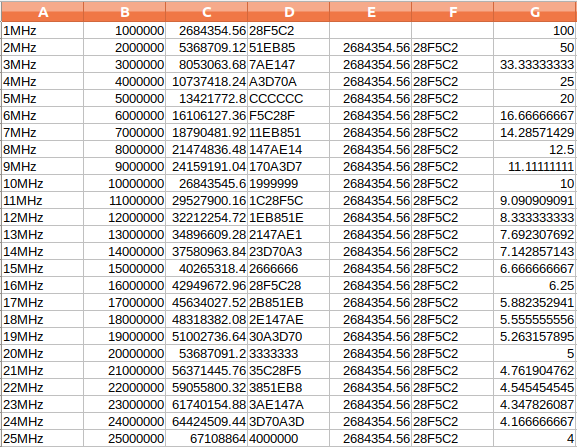 A B C D E F G
1MHz 1000000 2684354.56 28F5C2 100
2MHz 2000000 5368709.12 51EB85 2684354.56 28F5C2 50
3MHz 3000000 8053063.68 7AE147 2684354.56 28F5C2 33.33333333
4MHz 4000000 10737418.24 A3D70A 2684354.56 28F5C2 25
5MHz 5000000 13421772.8 CCCCCC 2684354.56 28F5C2 20
6MHz 6000000 16106127.36 F5C28F 2684354.56 28F5C2 16.66666667
7MHz 7000000 18790481.92 11EB851 2684354.56 28F5C2 14.28571429
8MHz 8000000 21474836.48 147AE14 2684354.56 28F5C2 12.5
9MHz 9000000 24159191.04 170A3D7 2684354.56 28F5C2 11.11111111
10MHz 10000000 26843545.6 1999999 2684354.56 28F5C2 10
11MHz 11000000 29527900.16 1C28F5C 2684354.56 28F5C2 9.090909091
12MHz 12000000 32212254.72 1EB851E 2684354.56 28F5C2 8.333333333
13MHz 13000000 34896609.28 2147AE1 2684354.56 28F5C2 7.692307692
14MHz 14000000 37580963.84 23D70A3 2684354.56 28F5C2 7.142857143
15MHz 15000000 40265318.4 2666666 2684354.56 28F5C2 6.666666667
16MHz 16000000 42949672.96 28F5C28 2684354.56 28F5C2 6.25
17MHz 17000000 45634027.52 2B851EB 2684354.56 28F5C2 5.882352941
18MHz 18000000 48318382.08 2E147AE 2684354.56 28F5C2 5.555555556
19MHz 19000000 51002736.64 30A3D70 2684354.56 28F5C2 5.263157895
20MHz 20000000 53687091.2 3333333 2684354.56 28F5C2 5
21MHz 21000000 56371445.76 35C28F5 2684354.56 28F5C2 4.761904762
22MHz 22000000 59055800.32 3851EB8 2684354.56 28F5C2 4.545454545
23MHz 23000000 61740154.88 3AE147A 2684354.56 28F5C2 4.347826087
24MHz 24000000 64424509.44 3D70A3D 2684354.56 28F5C2 4.166666667
25MHz 25000000 67108864 4000000 2684354.56 28F5C2 4